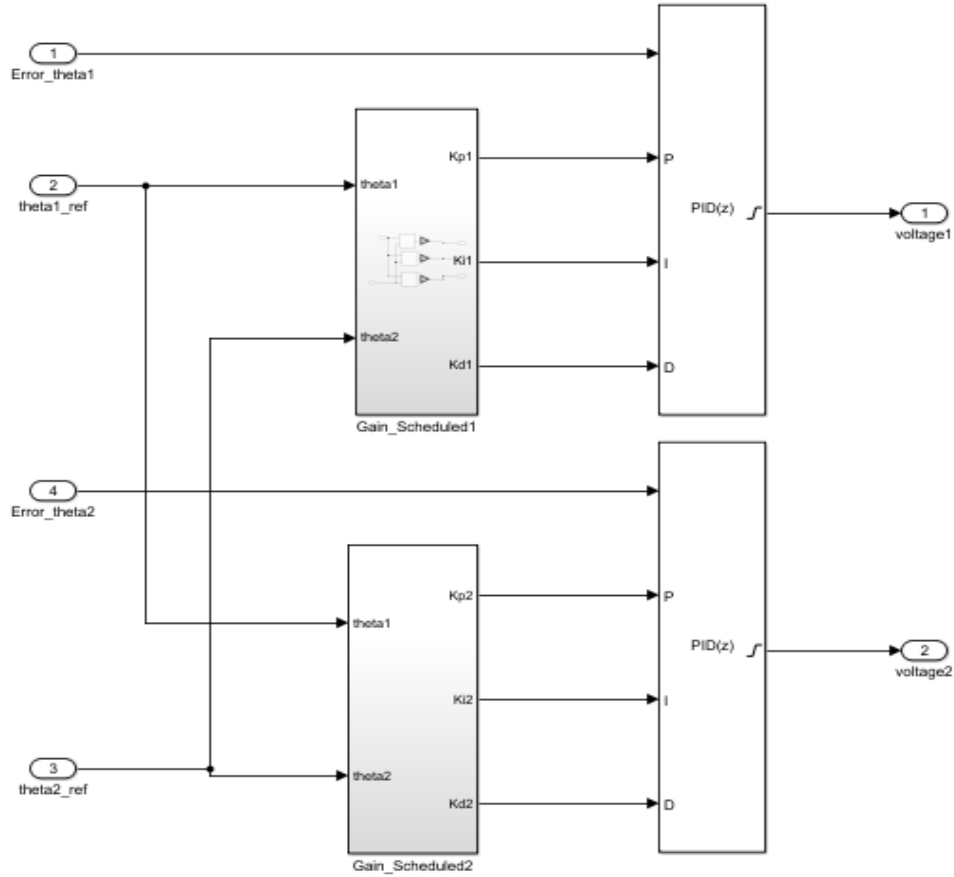 1
Error_theta1
2
theta1_ref
theta1
theta2
Kp1
Ki1
Kd1
Gain_Scheduled1
P
I
D
PID(z)
1
voltage1
4
Error_theta2
3
theta2_ref
theta1
theta2
Kp2
Ki2
Kd2
Gain_Scheduled2
P
I
D
PID(z)
2
voltage2